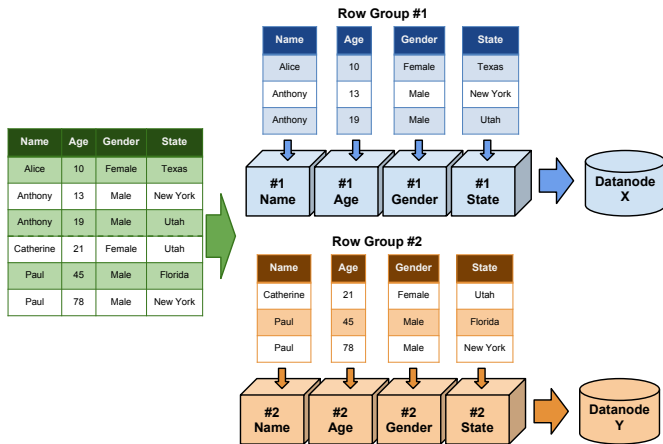 Row Group #1
Name Age Gender State
Alice 10 Female Texas
Anthony 13 Male New York
Anthony 19 Male Utah
Name Age Gender State
Alice 10 Female Texas
Anthony 13 Male New York
Anthony 19 Male Utah
Catherine 21 Female Utah
Paul 45 Male Florida
Paul 78 Male New York
#1 #1 #1 #1
Name Age Gender State
Datanode
X
Row Group #2
Name Age Gender State
Catherine 21 Female Utah
Paul 45 Male Florida
Paul 78 Male New York
#2 #2 #2 #2
Name Age Gender State
Datanode
Y